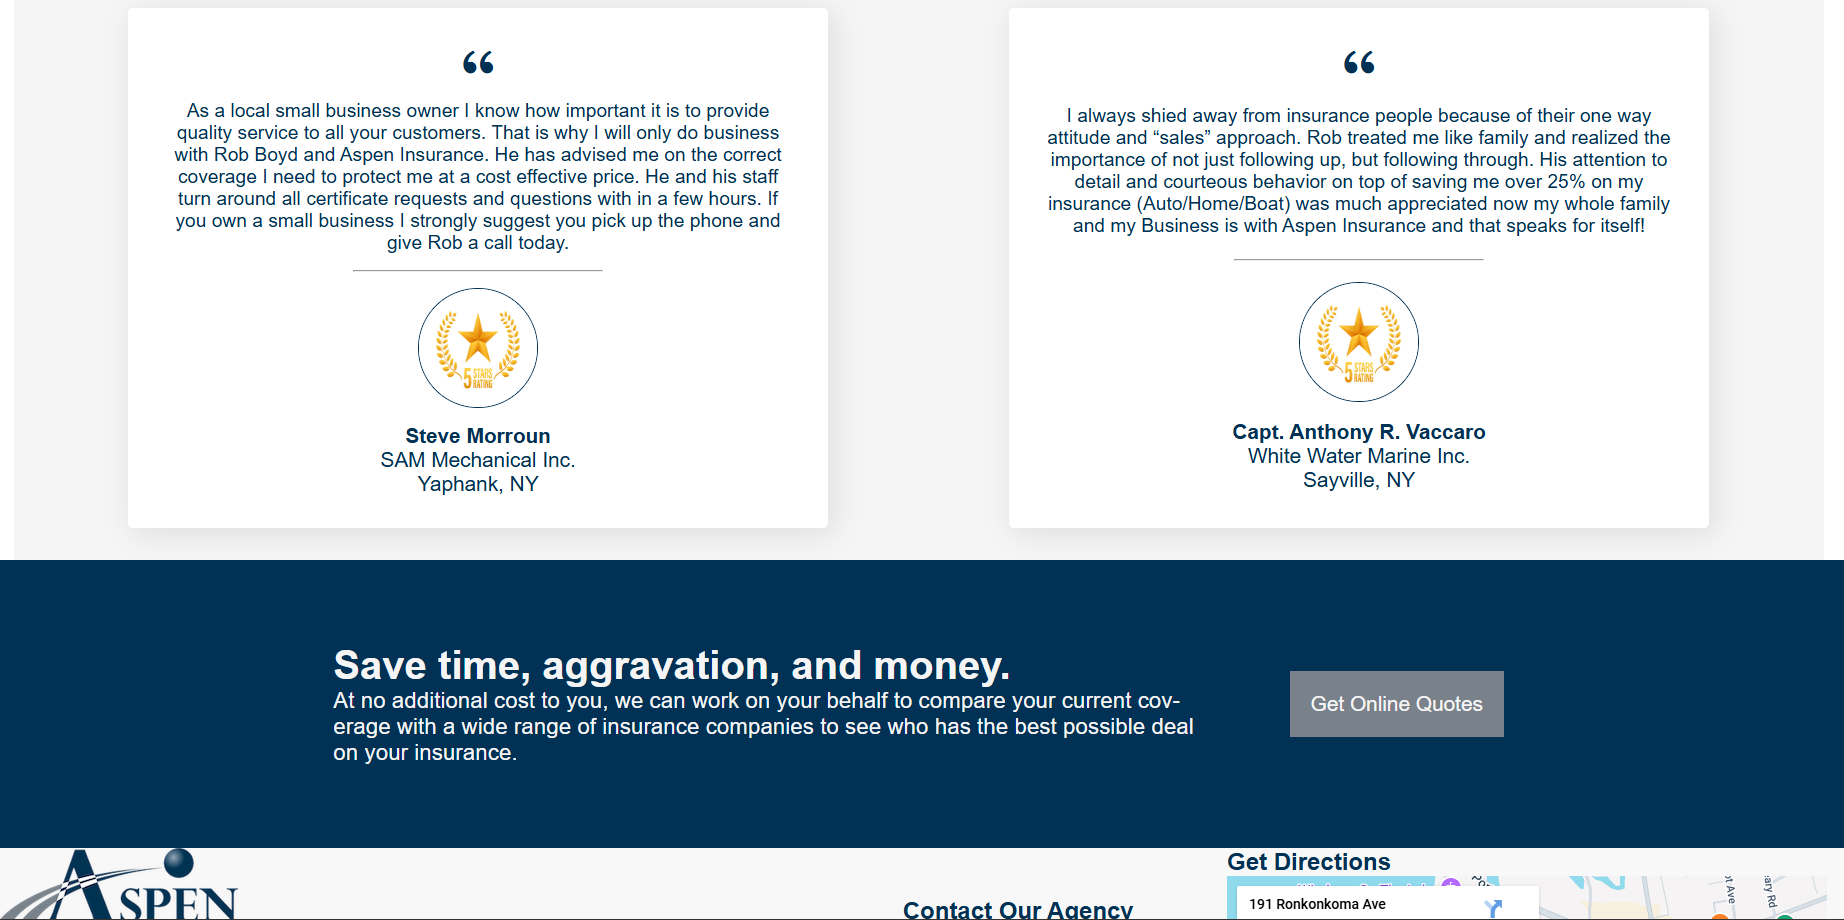 As a local small business owner I know how important it is to provide
quality service to all your customers. That is why I will only do business
with Rob Boyd and Aspen Insurance. He has advised me on the correct
coverage I need to protect me at a cost effective price. He and his staff
turn around all certificate requests and questions with in a few hours. If
you own a small business I strongly suggest you pick up the phone and
give Rob a call today.
5 STARS
RATING
Steve Morroun
SAM Mechanical Inc.
Yaphank, NY
I always shied away from insurance people because of their one way
attitude and “sales” approach. Rob treated me like family and realized the
importance of not just following up, but following through. His attention to
detail and courteous behavior on top of saving me over 25% on my
insurance (Auto/Home/Boat) was much appreciated now my whole family
and my Business is with Aspen Insurance and that speaks for itself!
5 STARS
RATING
Capt. Anthony R. Vaccaro
White Water Marine Inc.
Sayville, NY
Save time, aggravation, and money.
At no additional cost to you, we can work on your behalf to compare your current cov-
erage with a wide range of insurance companies to see who has the best possible deal
on your insurance.
Get Online Quotes
ASPEN
Contact Our Agency
Get Directions
191 Ronkonkoma Ave